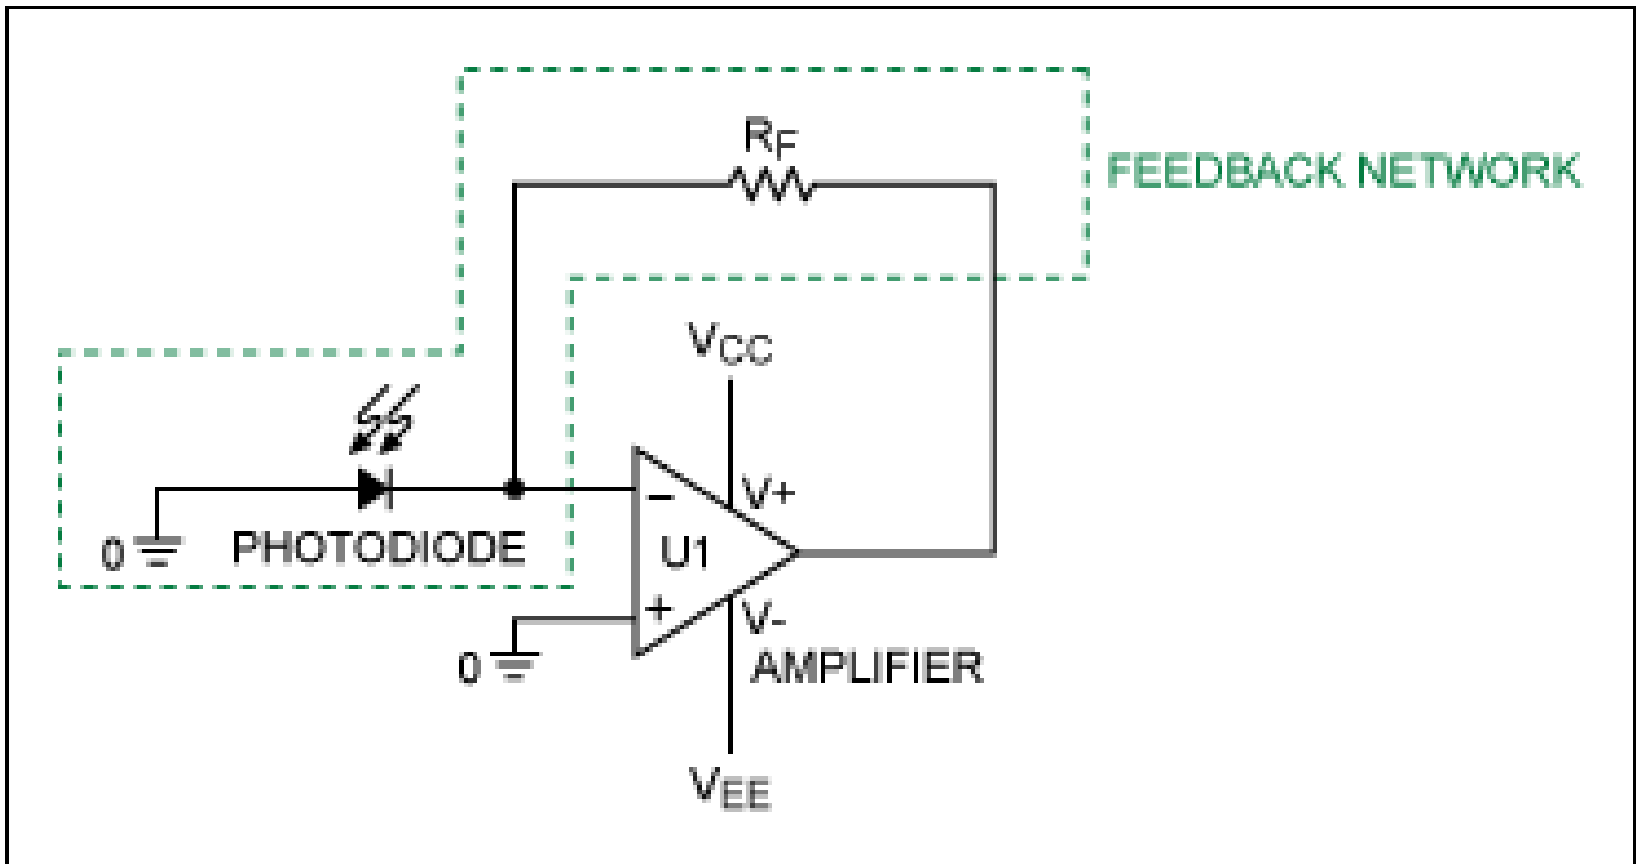 RF
FEEDBACK NETWORK
VCC
V+
−
0
PHOTODIODE
U1
+
V-
0
AMPLIFIER
VEE